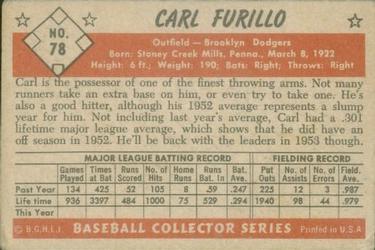 CARL FURILLO
NO. 78
Outfield — Brooklyn Dodgers
Born: Stoney Creek Mills, Penna., March 8, 1922
Height: 6 ft.; Weight: 190; Bats: Right; Throws: Right
Carl is the possessor of one of the finest throwing arms. Not many
runners take an extra base on him, or even try to take one. He's
also a good hitter, although his 1952 average represents a slump
year for him. Not including last year's average, Carl had a .301
lifetime major league average, which shows that he did have an
off season in 1952. He'll be back with the leaders in 1953 though.
MAJOR LEAGUE BATTING RECORD FIELDING RECORD
Games Played Times at Bat Runs Scored Hits Home Runs Runs Bat. In Bat. Avg. Put Outs No. of Assists No. of Errors Field. Ave.
Past Year 134 425 52 105 8 .59 .247 225 12 3 .987
Life time 936 3397 484 1000 75 529 .294 1940 98 44 .979
This Year
© B.G.H.L.I. BASEBALL COLLECTOR SERIES Printed in U.S.A